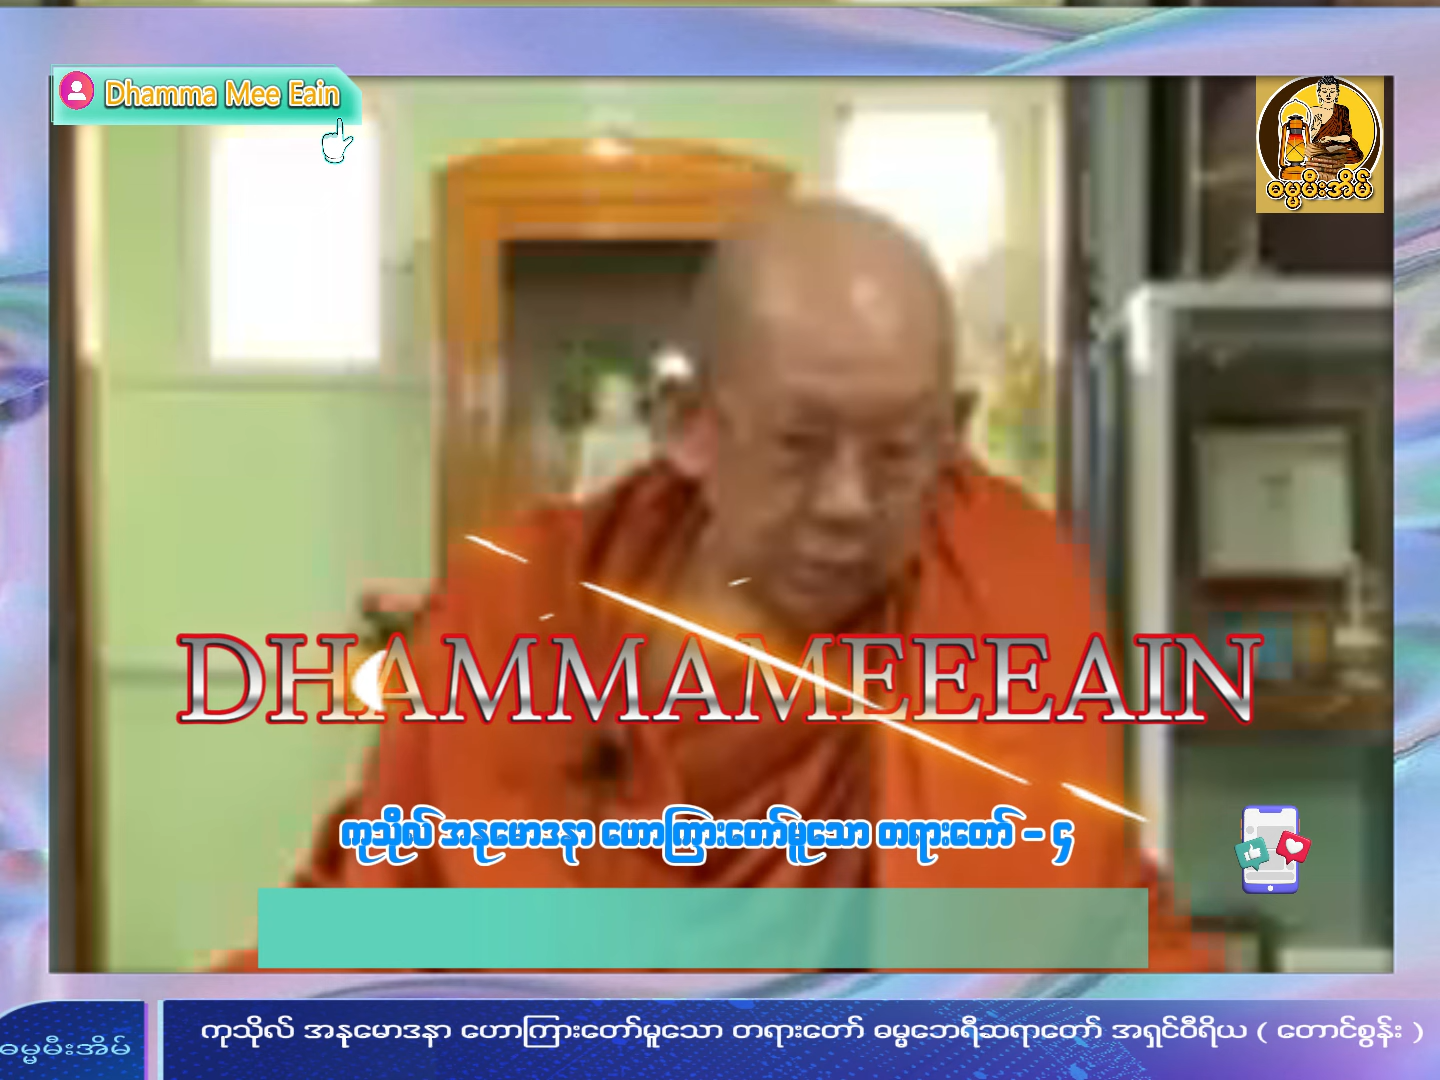 Dhamma Mee Eain
ဓမ္မမီးအိမ်
DHAMMAMEEEAIN
ကုသိုလ် အနုမောဒနာ ဟောကြားတော်မူသော တရားတော် - ၄
ဓမ္မမီးအိမ်
ကုသိုလ် အနုမောဒနာ ဟောကြားတော်မူသော တရားတော် ဓမ္မဘေရီဆရာတော် အရှင်ဝီရိယ ( တောင်စွန်း )